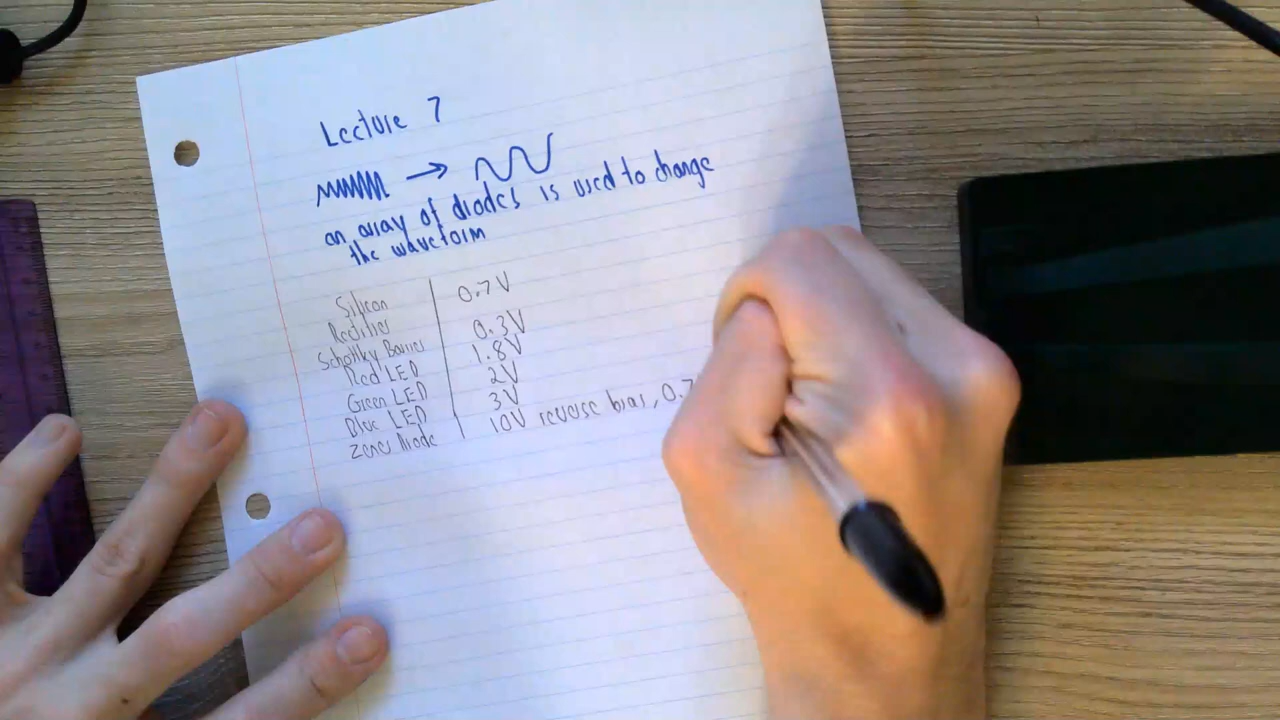 Lecture 7
an array of diodes is used to change
the waveform
Silicon
Rectifier 0.7V
Schottky Barrier 0.3V
Red LED 1.8V
Green LED 2V
Blue LED 3V
Zener Diode 10V reverse bias, 0.7